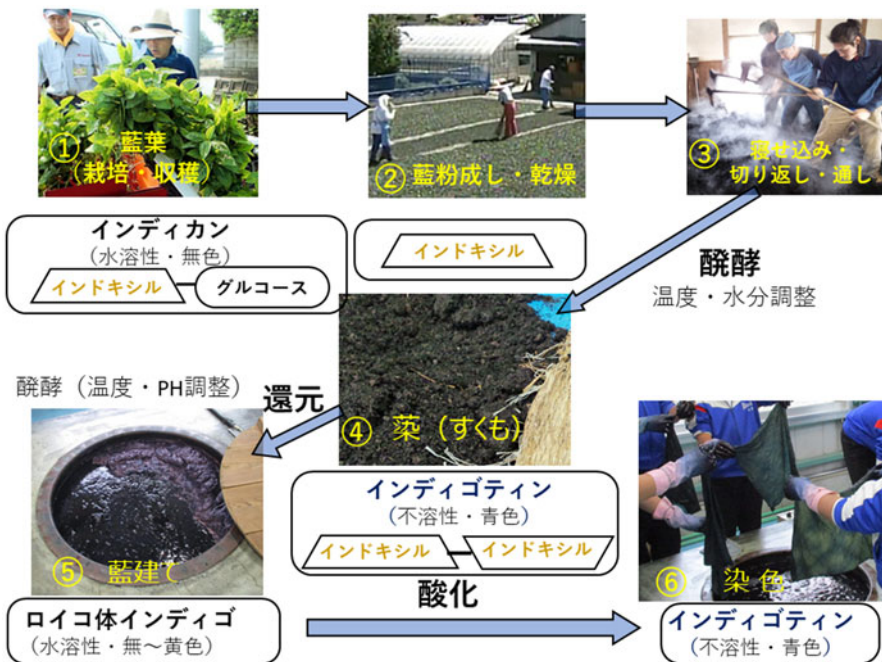 ① 藍葉
(栽培・収穫)
② 藍粉成し・乾燥
③ 寝せ込み・
切り返し・通し
インディカン
(水溶性・無色)
インドキシル
グルコース
インドキシル
醗酵
温度・水分調整
醗酵(温度・PH調整)
還元
④ 蒅(すくも)
インディゴティン
(不溶性・青色)
インドキシル
インドキシル
⑤ 藍建て
ロイコ体インディゴ
(水溶性・無~黄色)
酸化
⑥ 染色
インディゴティン
(不溶性・青色)